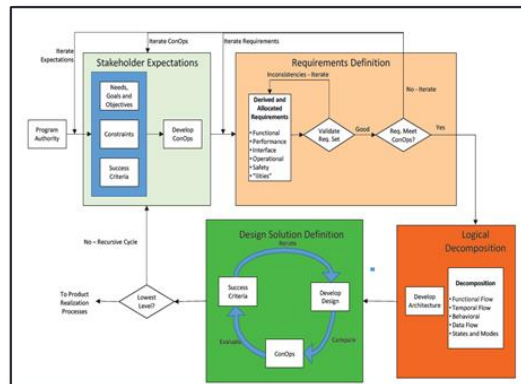 Iterate ConOps
Iterate
Expectations
Iterate Requirements
Stakeholder Expectations
Needs,
Goals and
Objectives
Constraints
Success
Criteria
Program
Authority
Develop
ConOps
Requirements Definition
Inconsistencies - Iterate
Derived and
Allocated
Requirements
• Functional
• Performance
• Interface
• Operational
• Safety
• "ilities"
Validate
Req. Set
Good
Req. Meet
ConOps?
No - Iterate
Yes
Logical
Decomposition
Develop
Architecture
Decomposition
• Functional Flow
• Temporal Flow
• Behavioral
• Data Flow
• States and Modes
Design Solution Definition
Iterate
Success
Criteria
Develop
Design
ConOps
Evaluate
Compare
No – Recursive Cycle
Lowest
Level?
To Product
Realization
Processes